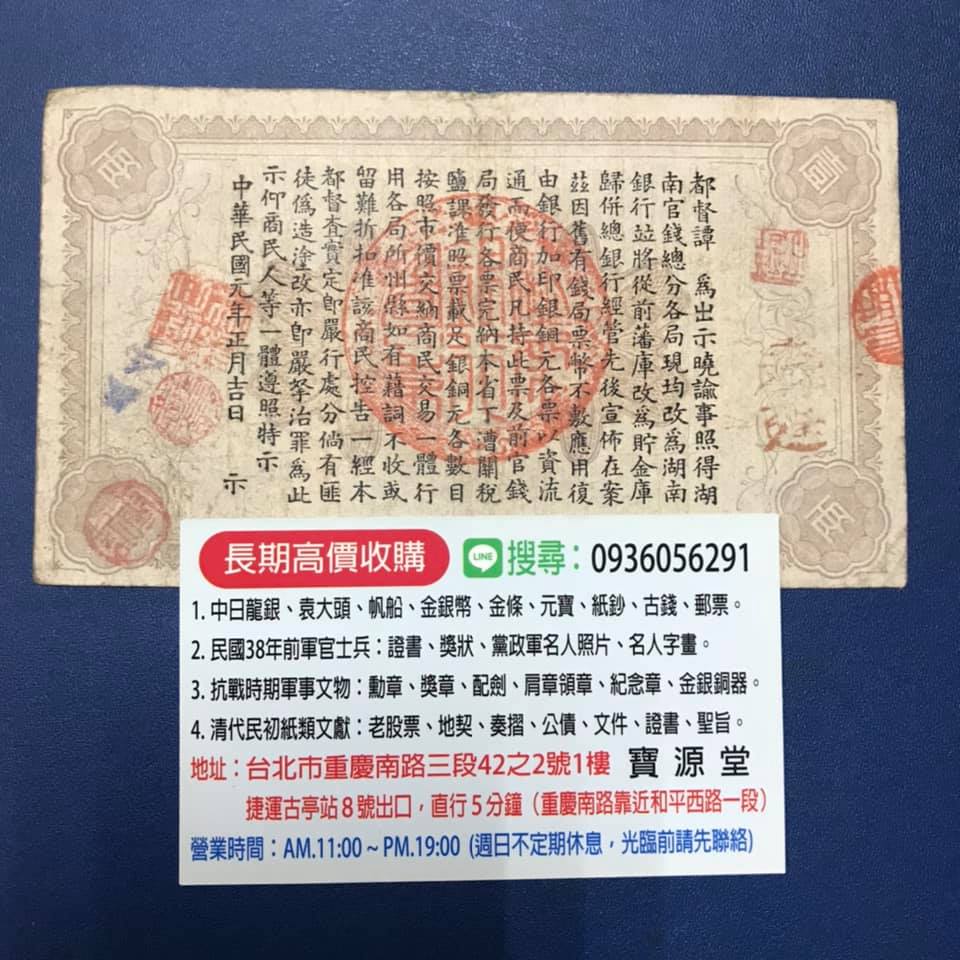 壹
兩
都督譚 爲出示曉諭事照得湖
南官錢總分各局現均改爲湖南
銀行竝將從前藩庫改爲貯金庫
歸併總銀行經管先後宣佈在案
茲因舊有錢局票幣不敷應用復
由銀行加印銀銅元各票以資流
通而便商民凡持此票及前官錢
局發行各票完納本省丁漕關稅
鹽課准照票載足銀銅元各數目
按照市價交納商民交易一體行
用各局所州縣如有藉詞不收或
留難折扣准該商民控告一經本
都督査實定卽嚴行處分倘有匪
徒僞造塗改亦卽嚴拏治罪爲此
示仰商民人等一體遵照特示
中華民國元年正月吉日 示
兩
長期高價收購 LINE 搜尋：0936056291
1. 中日龍銀、袁大頭、帆船、金銀幣、金條、元寶、紙鈔、古錢、郵票。
2. 民國38年前軍官士兵：證書、獎狀、黨政軍名人照片、名人字畫。
3. 抗戰時期軍事文物：勳章、獎章、配劍、肩章領章、紀念章、金銀銅器。
4. 清代民初紙類文獻：老股票、地契、奏摺、公債、文件、證書、聖旨。
地址：台北市重慶南路三段42之2號1樓 寶源堂
捷運古亭站8號出口，直行5分鐘（重慶南路靠近和平西路一段）
營業時間：AM.11:00 ~ PM.19:00 (週日不定期休息，光臨前請先聯絡)